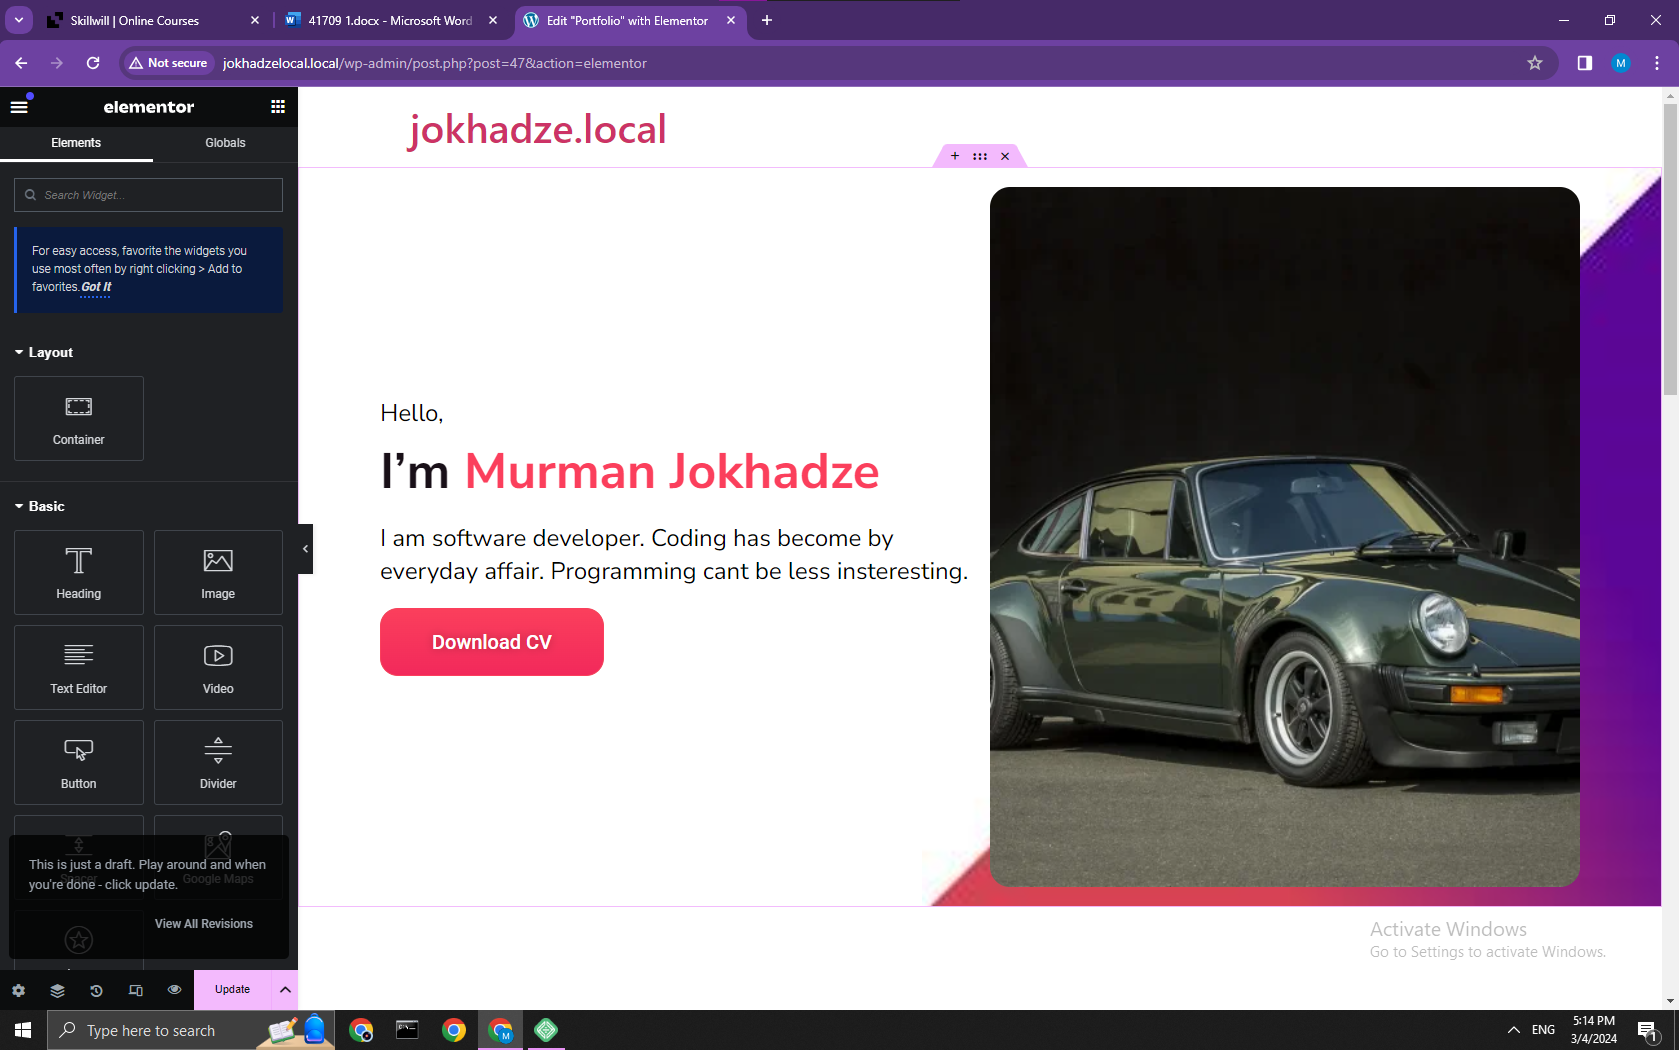 Skillwill | Online Courses
41709 1.docx - Microsoft Word
Edit "Portfolio" with Elementor
Not secure
jokhadzelocal.local/wp-admin/post.php?post=47&action=elementor
M
elementor
Elements
Globals
Search Widget...
For easy access, favorite the widgets you
use most often by right clicking > Add to
favorites. Got It
Layout
Container
Basic
Heading
Image
Text Editor
Video
Button
Divider
Spacer
Google Maps
This is just a draft. Play around and when
you're done - click update.
View All Revisions
Update
jokhadze.local
Hello,
I’m Murman Jokhadze
I am software developer. Coding has become by
everyday affair. Programming cant be less insteresting.
Download CV
Activate Windows
Go to Settings to activate Windows.
Type here to search
M
ENG
5:14 PM
3/4/2024
1